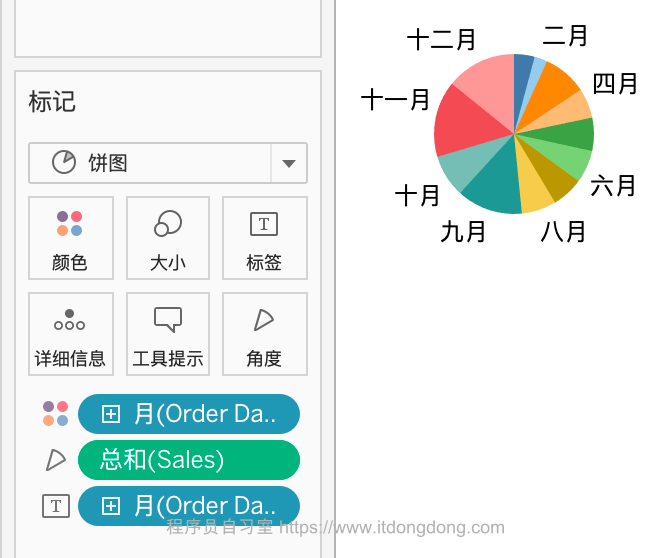 标记
饼图
颜色 大小 标签
详细信息 工具提示 角度
月(Order Da..
总和(Sales)
月(Order Da..
十二月 二月
十一月 四月
十月 六月
九月 八月
程序员自习室 https://www.itdongdong.com